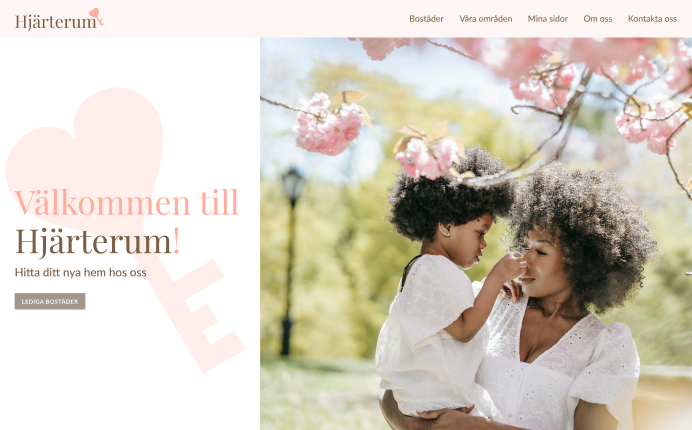 Hjärterum
Bostäder
Våra områden
Mina sidor
Om oss
Kontakta oss
Välkommen till
Hjärterum!
Hitta ditt nya hem hos oss
LEDIGA BOSTÄDER